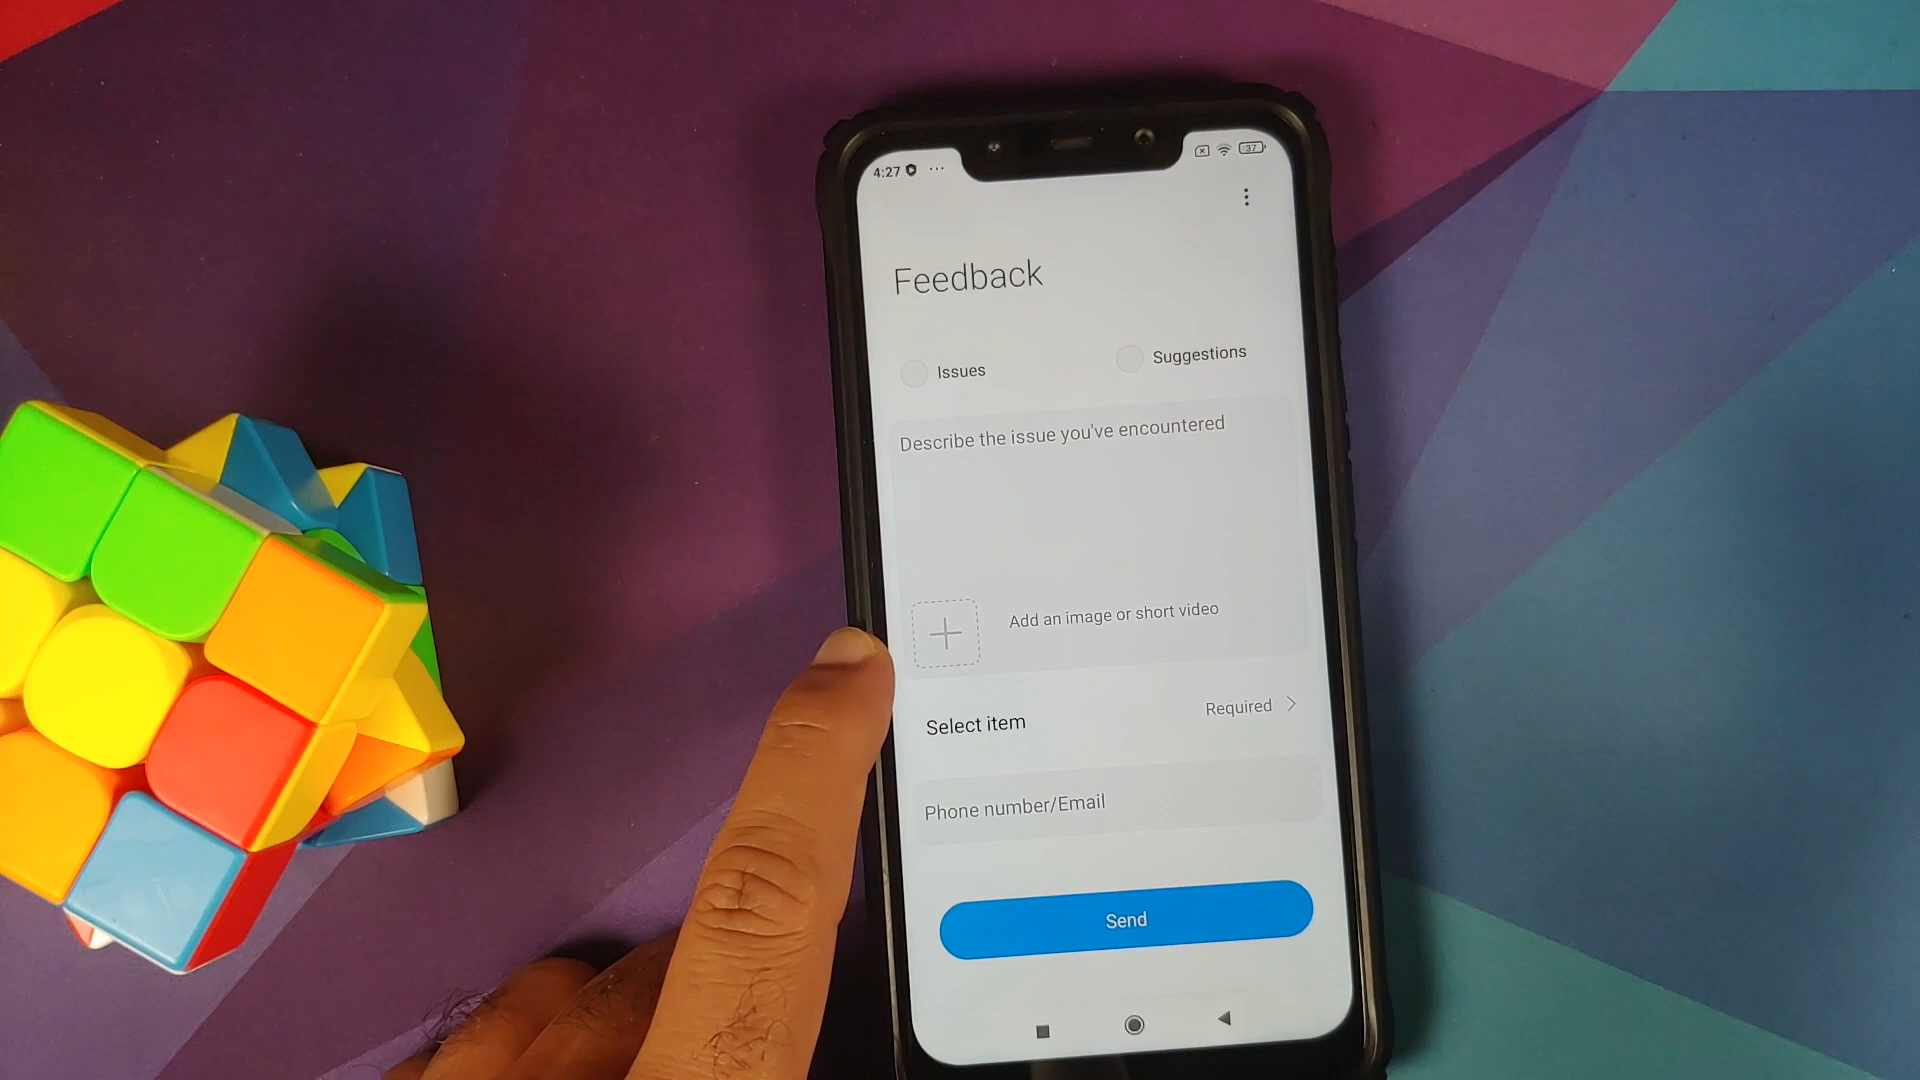 4:27 ... 37
Feedback
Issues
Suggestions
Describe the issue you've encountered
Add an image or short video
Select item
Required
Phone number/Email
Send